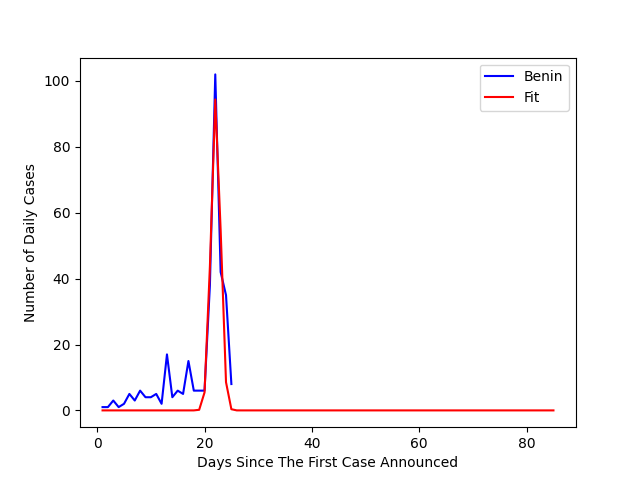 Benin
Fit
100
80
60
40
20
0
Number of Daily Cases
0 20 40 60 80
Days Since The First Case Announced